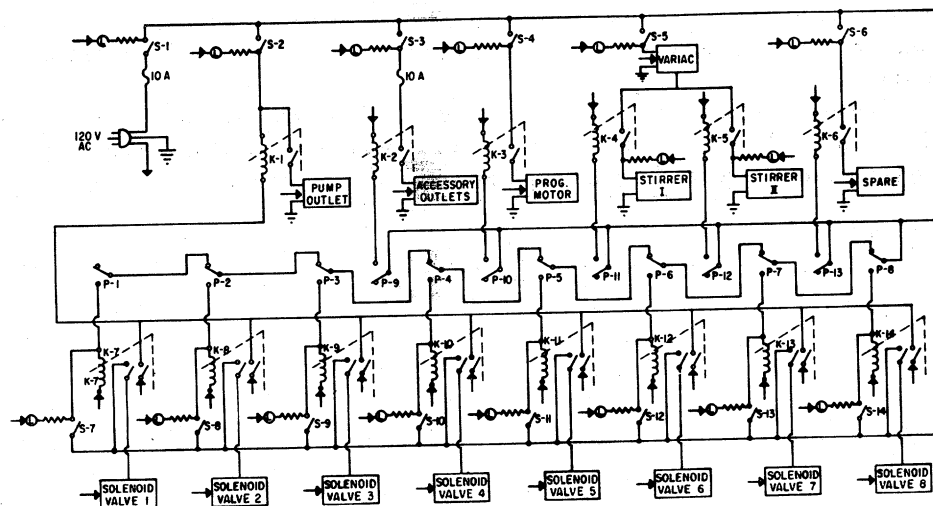 S-1
S-2
S-3
S-4
S-5
S-6
L
L
L
L
L
L
VARIAC
10 A
10 A
120 V
AC
K-1
K-2
K-3
K-4
K-5
K-6
L
L
PUMP
OUTLET
ACCESSORY
OUTLETS
PROG.
MOTOR
STIRRER
I
STIRRER
II
SPARE
P-1
P-2
P-3
P-9
P-4
P-10
P-5
P-11
P-6
P-12
P-7
P-13
P-8
K-7
K-8
K-9
K-10
K-11
K-12
K-13
K-14
K-7
L
L
L
L
L
L
L
L
S-7
S-8
S-9
S-10
S-11
S-12
S-13
S-14
SOLENOID
VALVE 1
SOLENOID
VALVE 2
SOLENOID
VALVE 3
SOLENOID
VALVE 4
SOLENOID
VALVE 5
SOLENOID
VALVE 6
SOLENOID
VALVE 7
SOLENOID
VALVE 8